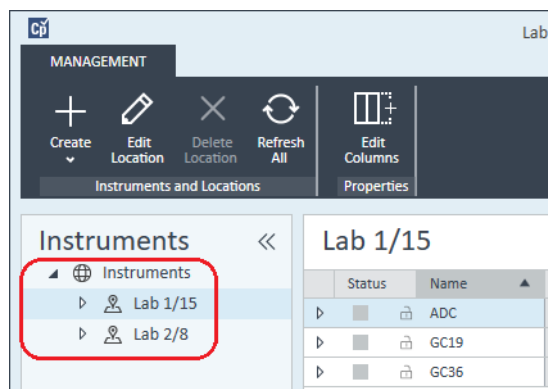 Cp
Lab
MANAGEMENT
Create
Edit
Location
Delete
Location
Refresh
All
Edit
Columns
Instruments and Locations
Properties
Instruments
Lab 1/15
Instruments
Lab 1/15
Lab 2/8
Status
Name
ADC
GC19
GC36